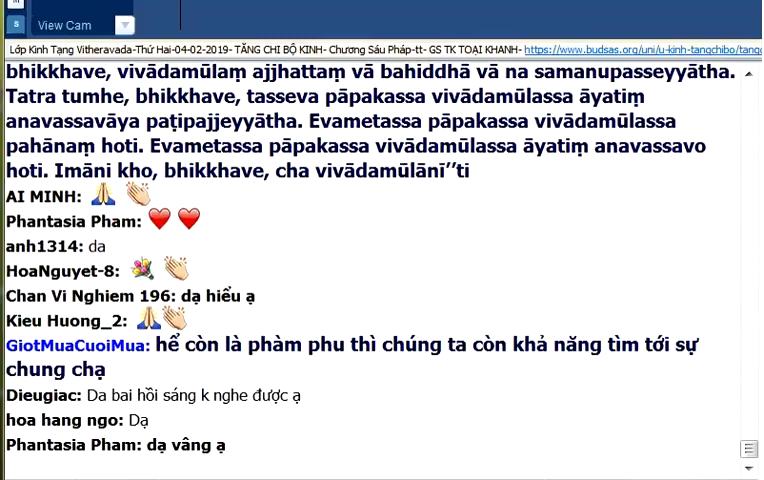 View Cam
Lớp Kinh Tạng Vitheravada-Thứ Hai-04-02-2019- TĂNG CHI BỘ KINH- Chương Sáu Pháp-tt- GS TK TOẠI KHANH- https://www.budsas.org/uni/u-kinh-tangchibo/tangc
bhikkhave, vivādamūlaṃ ajjhattaṃ vā bahiddhā vā na samanupasseyyātha.
Tatra tumhe, bhikkhave, tasseva pāpakassa vivādamūlassa āyatiṃ
anavassavāya paṭipajjeyyātha. Evametassa pāpakassa vivādamūlassa
pahānaṃ hoti. Evametassa pāpakassa vivādamūlassa āyatiṃ anavassavo
hoti. Imāni kho, bhikkhave, cha vivādamūlānī’’ti
AI MINH:
Phantasia Pham:
anh1314: da
HoaNguyet-8:
Chan Vi Nghiem 196: dạ hiểu ạ
Kieu Huong_2:
GiotMuaCuoiMua: hể còn là phàm phu thì chúng ta còn khả năng tìm tới sự
chung chạ
Dieugiac: Da bai hồi sáng k nghe được ạ
hoa hang ngo: Dạ
Phantasia Pham: dạ vâng ạ